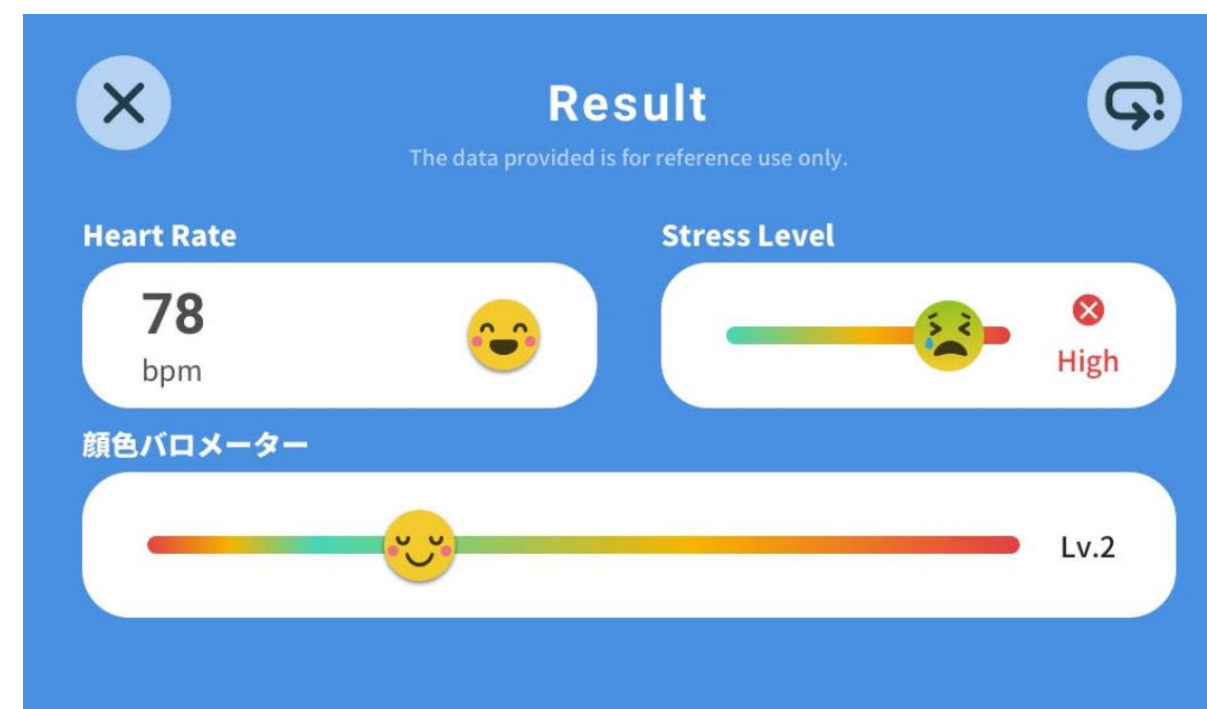 Result
The data provided is for reference use only.
Heart Rate
Stress Level
78
bpm
High
顔色バロメーター
Lv.2